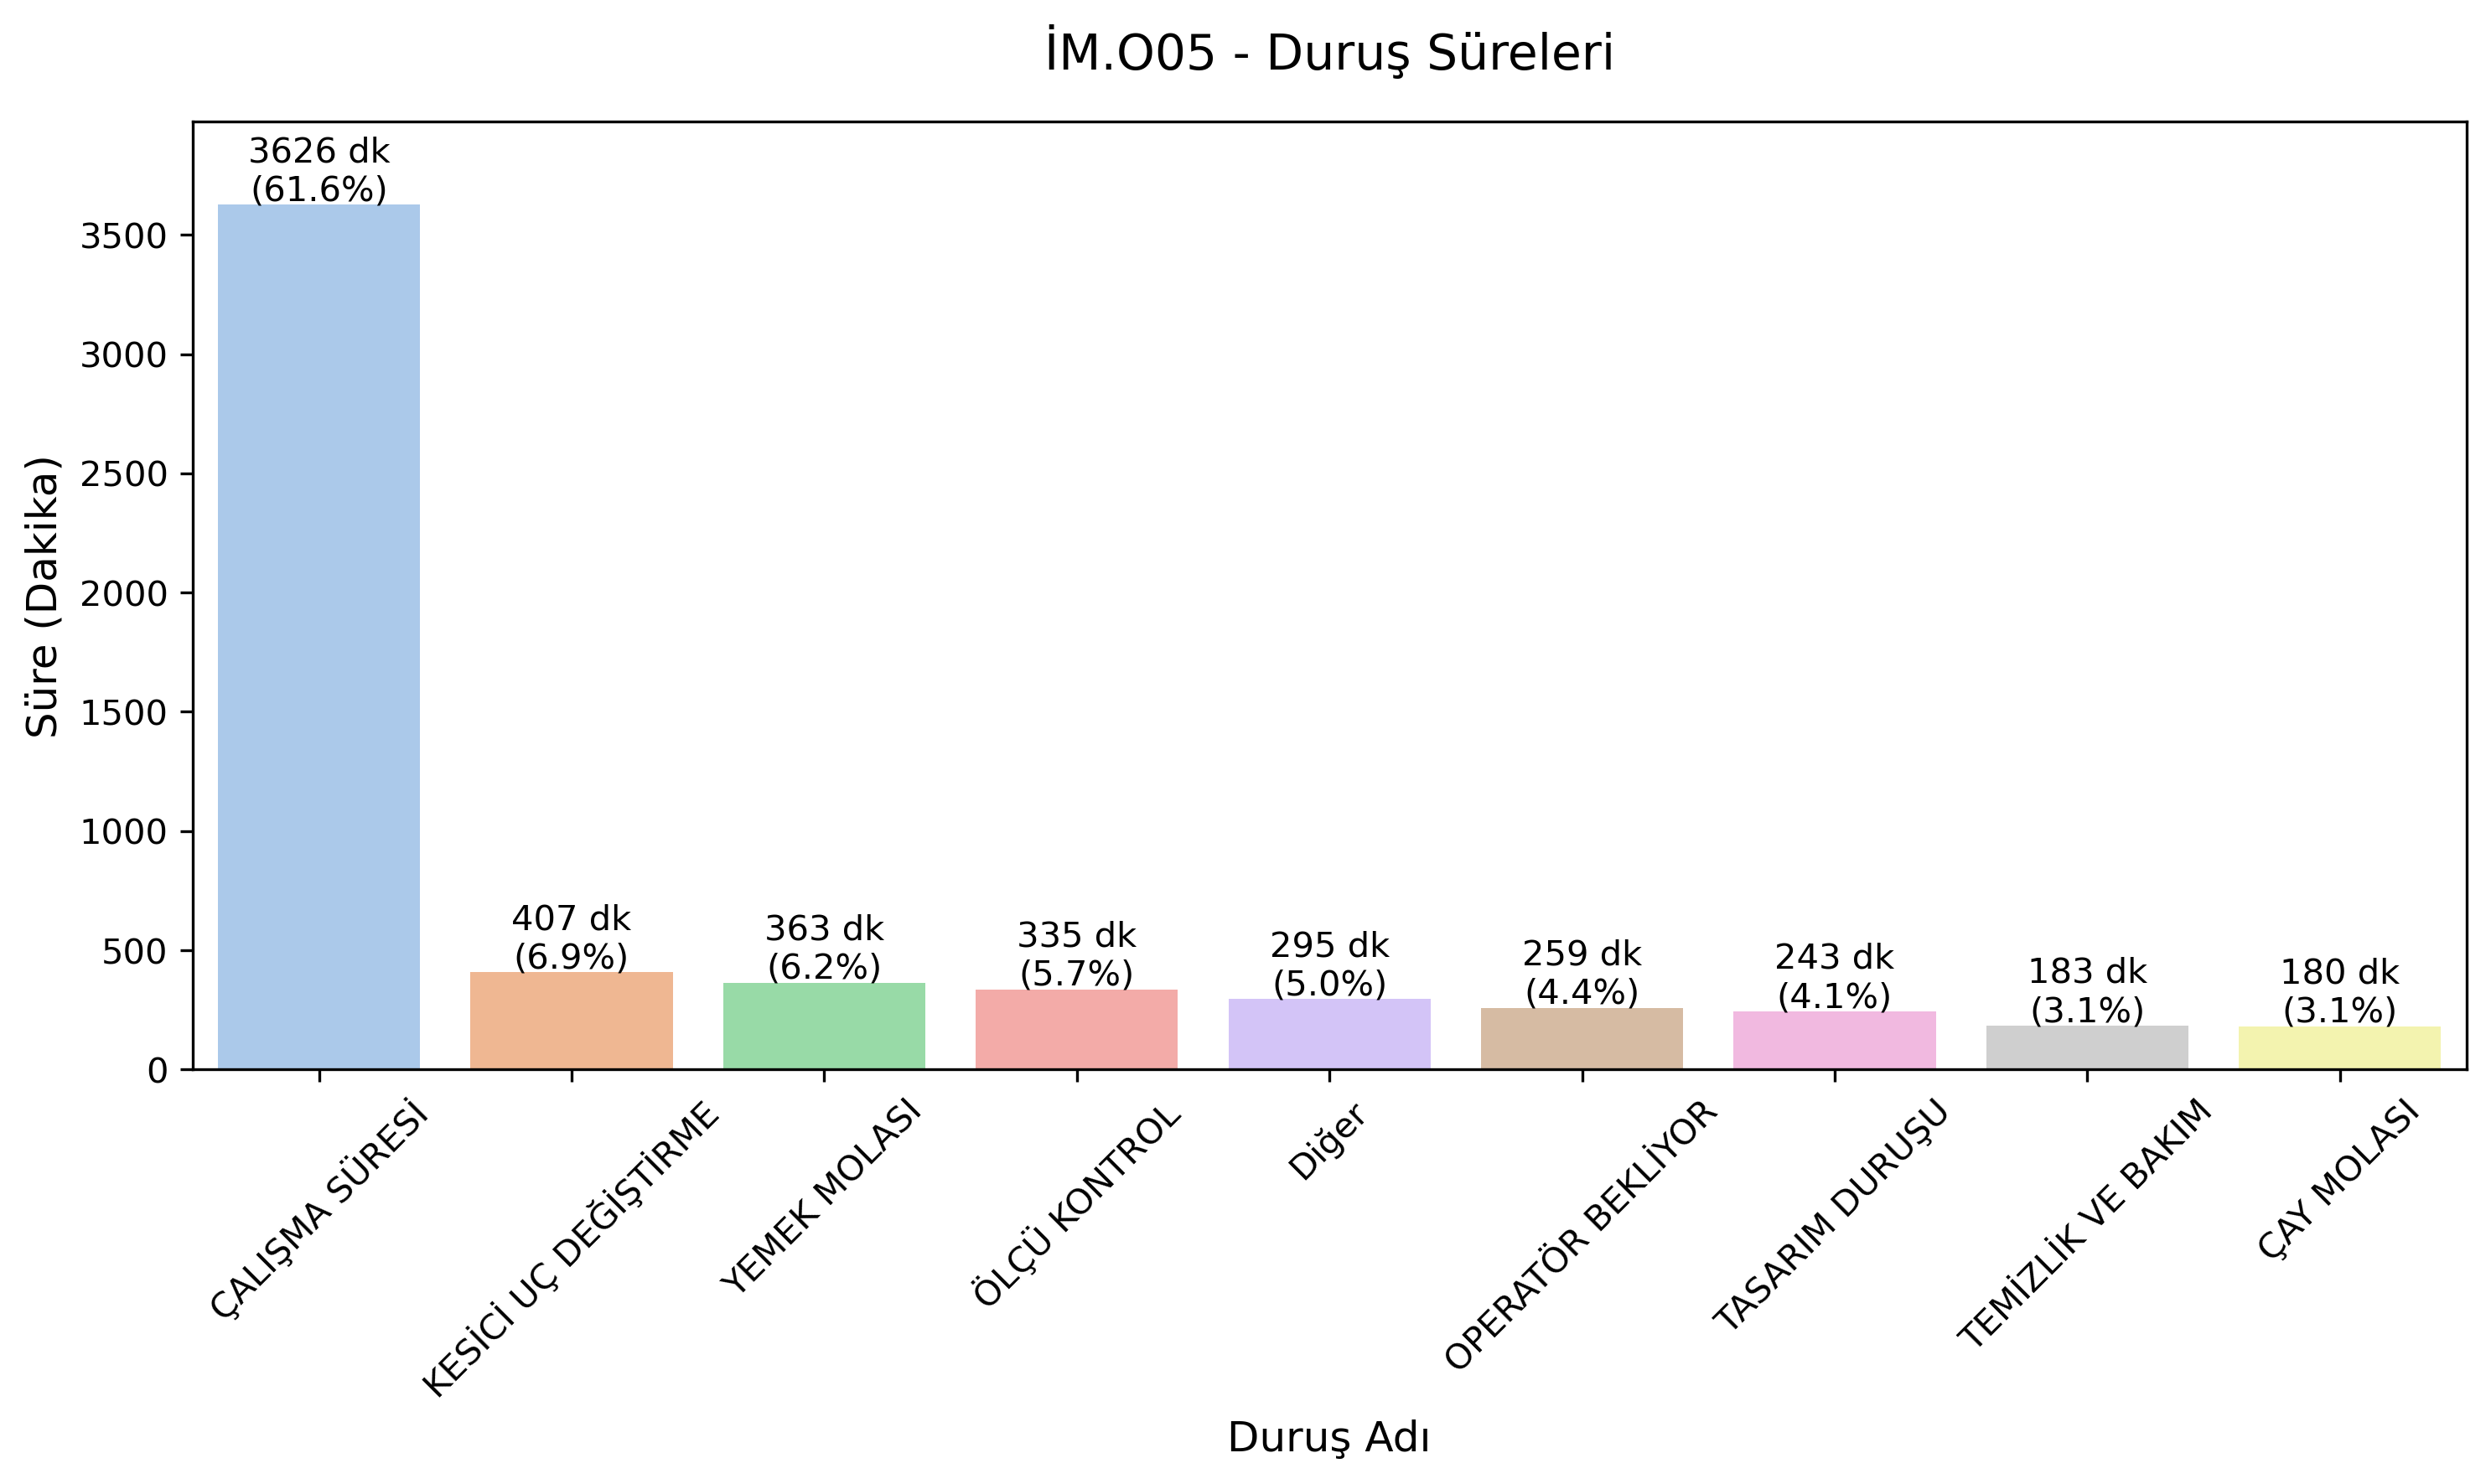 İM.O05 - Duruş Süreleri
3626 dk
(61.6%)
407 dk
(6.9%)
363 dk
(6.2%)
335 dk
(5.7%)
295 dk
(5.0%)
259 dk
(4.4%)
243 dk
(4.1%)
183 dk
(3.1%)
180 dk
(3.1%)
Süre (Dakika)
3500
3000
2500
2000
1500
1000
500
0
ÇALIŞMA SÜRESİ
KESİCİ UÇ DEĞİŞTİRME
YEMEK MOLASI
ÖLÇÜ KONTROL
Diğer
OPERATÖR BEKLİYOR
TASARIM DURUŞU
TEMİZLİK VE BAKIM
ÇAY MOLASI
Duruş Adı